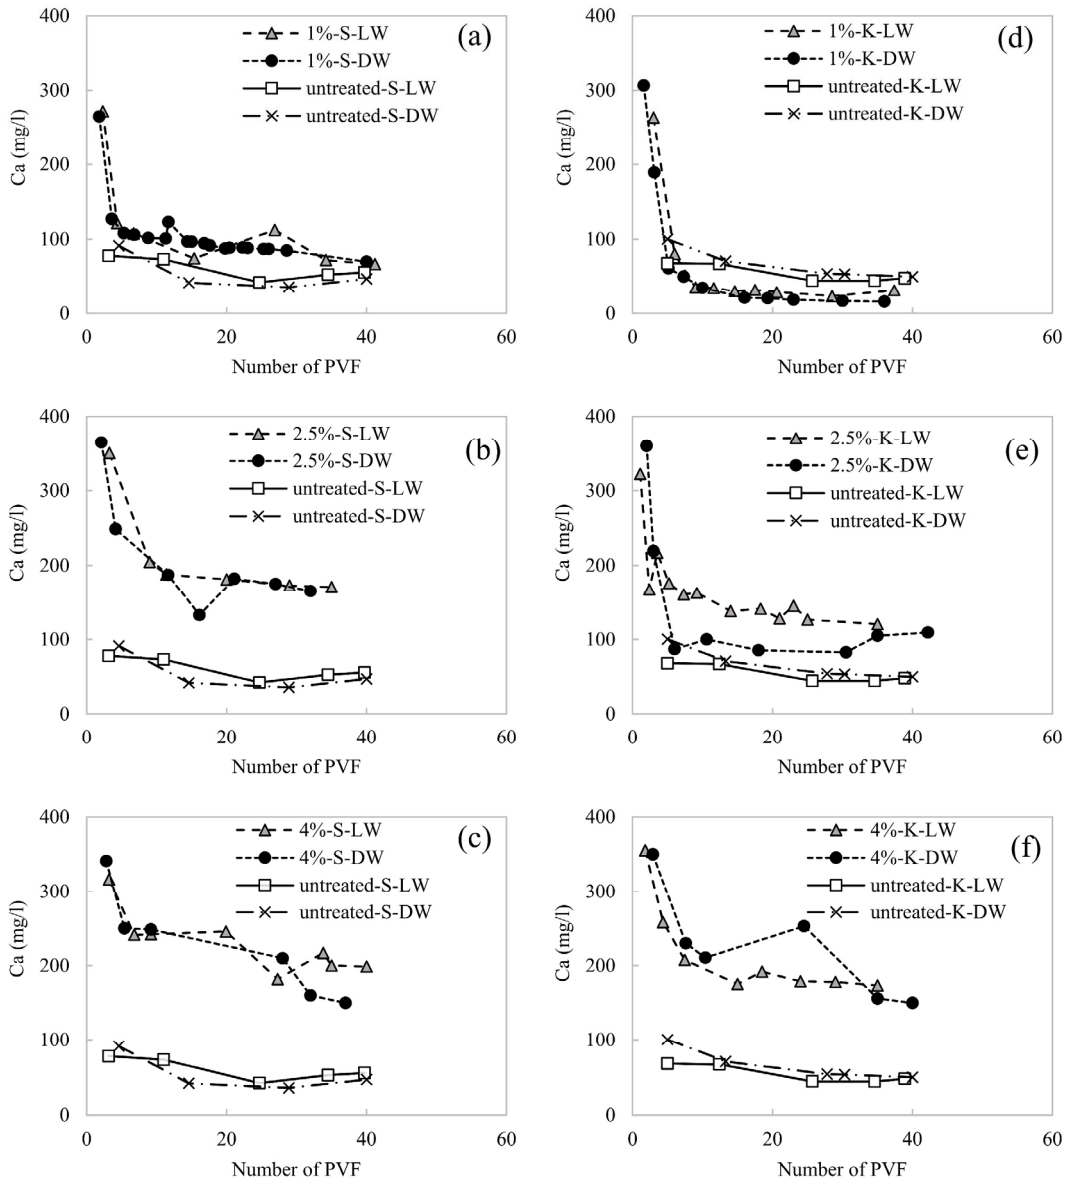 400
300
200
100
0
Ca (mg/l)
0 20 40 60
Number of PVF
1%-S-LW
1%-S-DW
untreated-S-LW
untreated-S-DW
(a)
400
300
200
100
0
Ca (mg/l)
0 20 40 60
Number of PVF
1%-K-LW
1%-K-DW
untreated-K-LW
untreated-K-DW
(d)
400
300
200
100
0
Ca (mg/l)
0 20 40 60
Number of PVF
2.5%-S-LW
2.5%-S-DW
untreated-S-LW
untreated-S-DW
(b)
400
300
200
100
0
Ca (mg/l)
0 20 40 60
Number of PVF
2.5%-K-LW
2.5%-K-DW
untreated-K-LW
untreated-K-DW
(e)
400
300
200
100
0
Ca (mg/l)
0 20 40 60
Number of PVF
4%-S-LW
4%-S-DW
untreated-S-LW
untreated-S-DW
(c)
400
300
200
100
0
Ca (mg/l)
0 20 40 60
Number of PVF
4%-K-LW
4%-K-DW
untreated-K-LW
untreated-K-DW
(f)